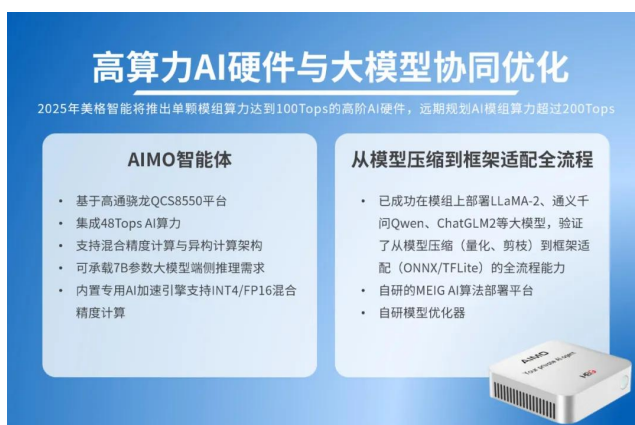 高算力AI硬件与大模型协同优化
2025年美格智能将推出单颗模组算力达到100Tops的高阶AI硬件，远期规划AI模组算力超过200Tops
AIMO智能体
• 基于高通骁龙QCS8550平台
• 集成48Tops AI算力
• 支持混合精度计算与异构计算架构
• 可承载7B参数大模型端侧推理需求
• 内置专用AI加速引擎支持INT4/FP16混合
精度计算
从模型压缩到框架适配全流程
• 已成功在模组上部署LLaMA-2、通义千
问Qwen、ChatGLM2等大模型，验证
了从模型压缩（量化、剪枝）到框架适
配（ONNX/TFLite）的全流程能力
• 自研的MEIG AI算法部署平台
• 自研模型优化器
AIMO
Your private AI agent